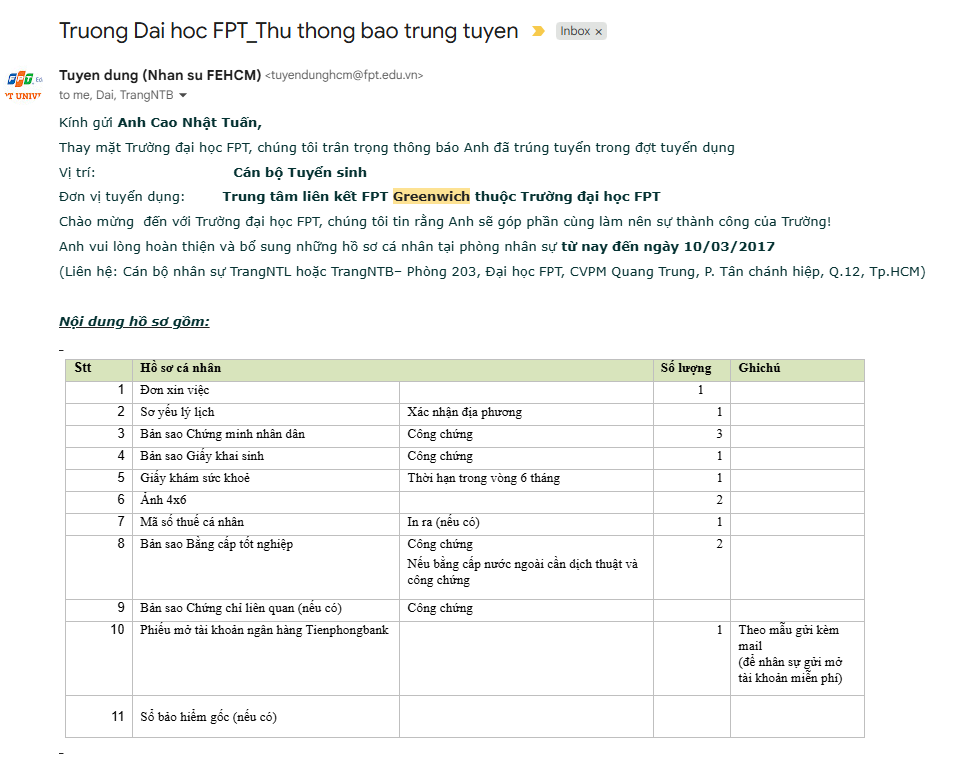 Truong Dai hoc FPT_Thu thong bao trung tuyen Inbox ×
FPT. Tuyen dung (Nhan su FEHCM) <tuyendunghcm@fpt.edu.vn>
to me, Dai, TrangNTB
Kính gửi Anh Cao Nhật Tuấn,
Thay mặt Trường đại học FPT, chúng tôi trân trọng thông báo Anh đã trúng tuyển trong đợt tuyển dụng
Vị trí: Cán bộ Tuyển sinh
Đơn vị tuyển dụng: Trung tâm liên kết FPT Greenwich thuộc Trường đại học FPT
Chào mừng đến với Trường đại học FPT, chúng tôi tin rằng Anh sẽ góp phần cùng làm nên sự thành công của Trường!
Anh vui lòng hoàn thiện và bổ sung những hồ sơ cá nhân tại phòng nhân sự từ nay đến ngày 10/03/2017
(Liên hệ: Cán bộ nhân sự TrangNTL hoặc TrangNTB– Phòng 203, Đại học FPT, CVPM Quang Trung, P. Tân chánh hiệp, Q.12, Tp.HCM)
Nội dung hồ sơ gồm:
Stt Hồ sơ cá nhân Số lượng Ghichú
1 Đơn xin việc 1
2 Sơ yếu lý lịch Xác nhận địa phương 1
3 Bản sao Chứng minh nhân dân Công chứng 3
4 Bản sao Giấy khai sinh Công chứng 1
5 Giấy khám sức khoẻ Thời hạn trong vòng 6 tháng 1
6 Ảnh 4x6 2
7 Mã số thuế cá nhân In ra (nếu có) 1
8 Bản sao Bằng cấp tốt nghiệp Công chứng 2
Nếu bằng cấp nước ngoài cần dịch thuật và
công chứng
9 Bản sao Chứng chỉ liên quan (nếu có) Công chứng
10 Phiếu mở tài khoản ngân hàng Tienphongbank 1 Theo mẫu gửi kèm
mail
(để nhân sự gửi mở
tài khoản miễn phí)
11 Sổ bảo hiểm gốc (nếu có)